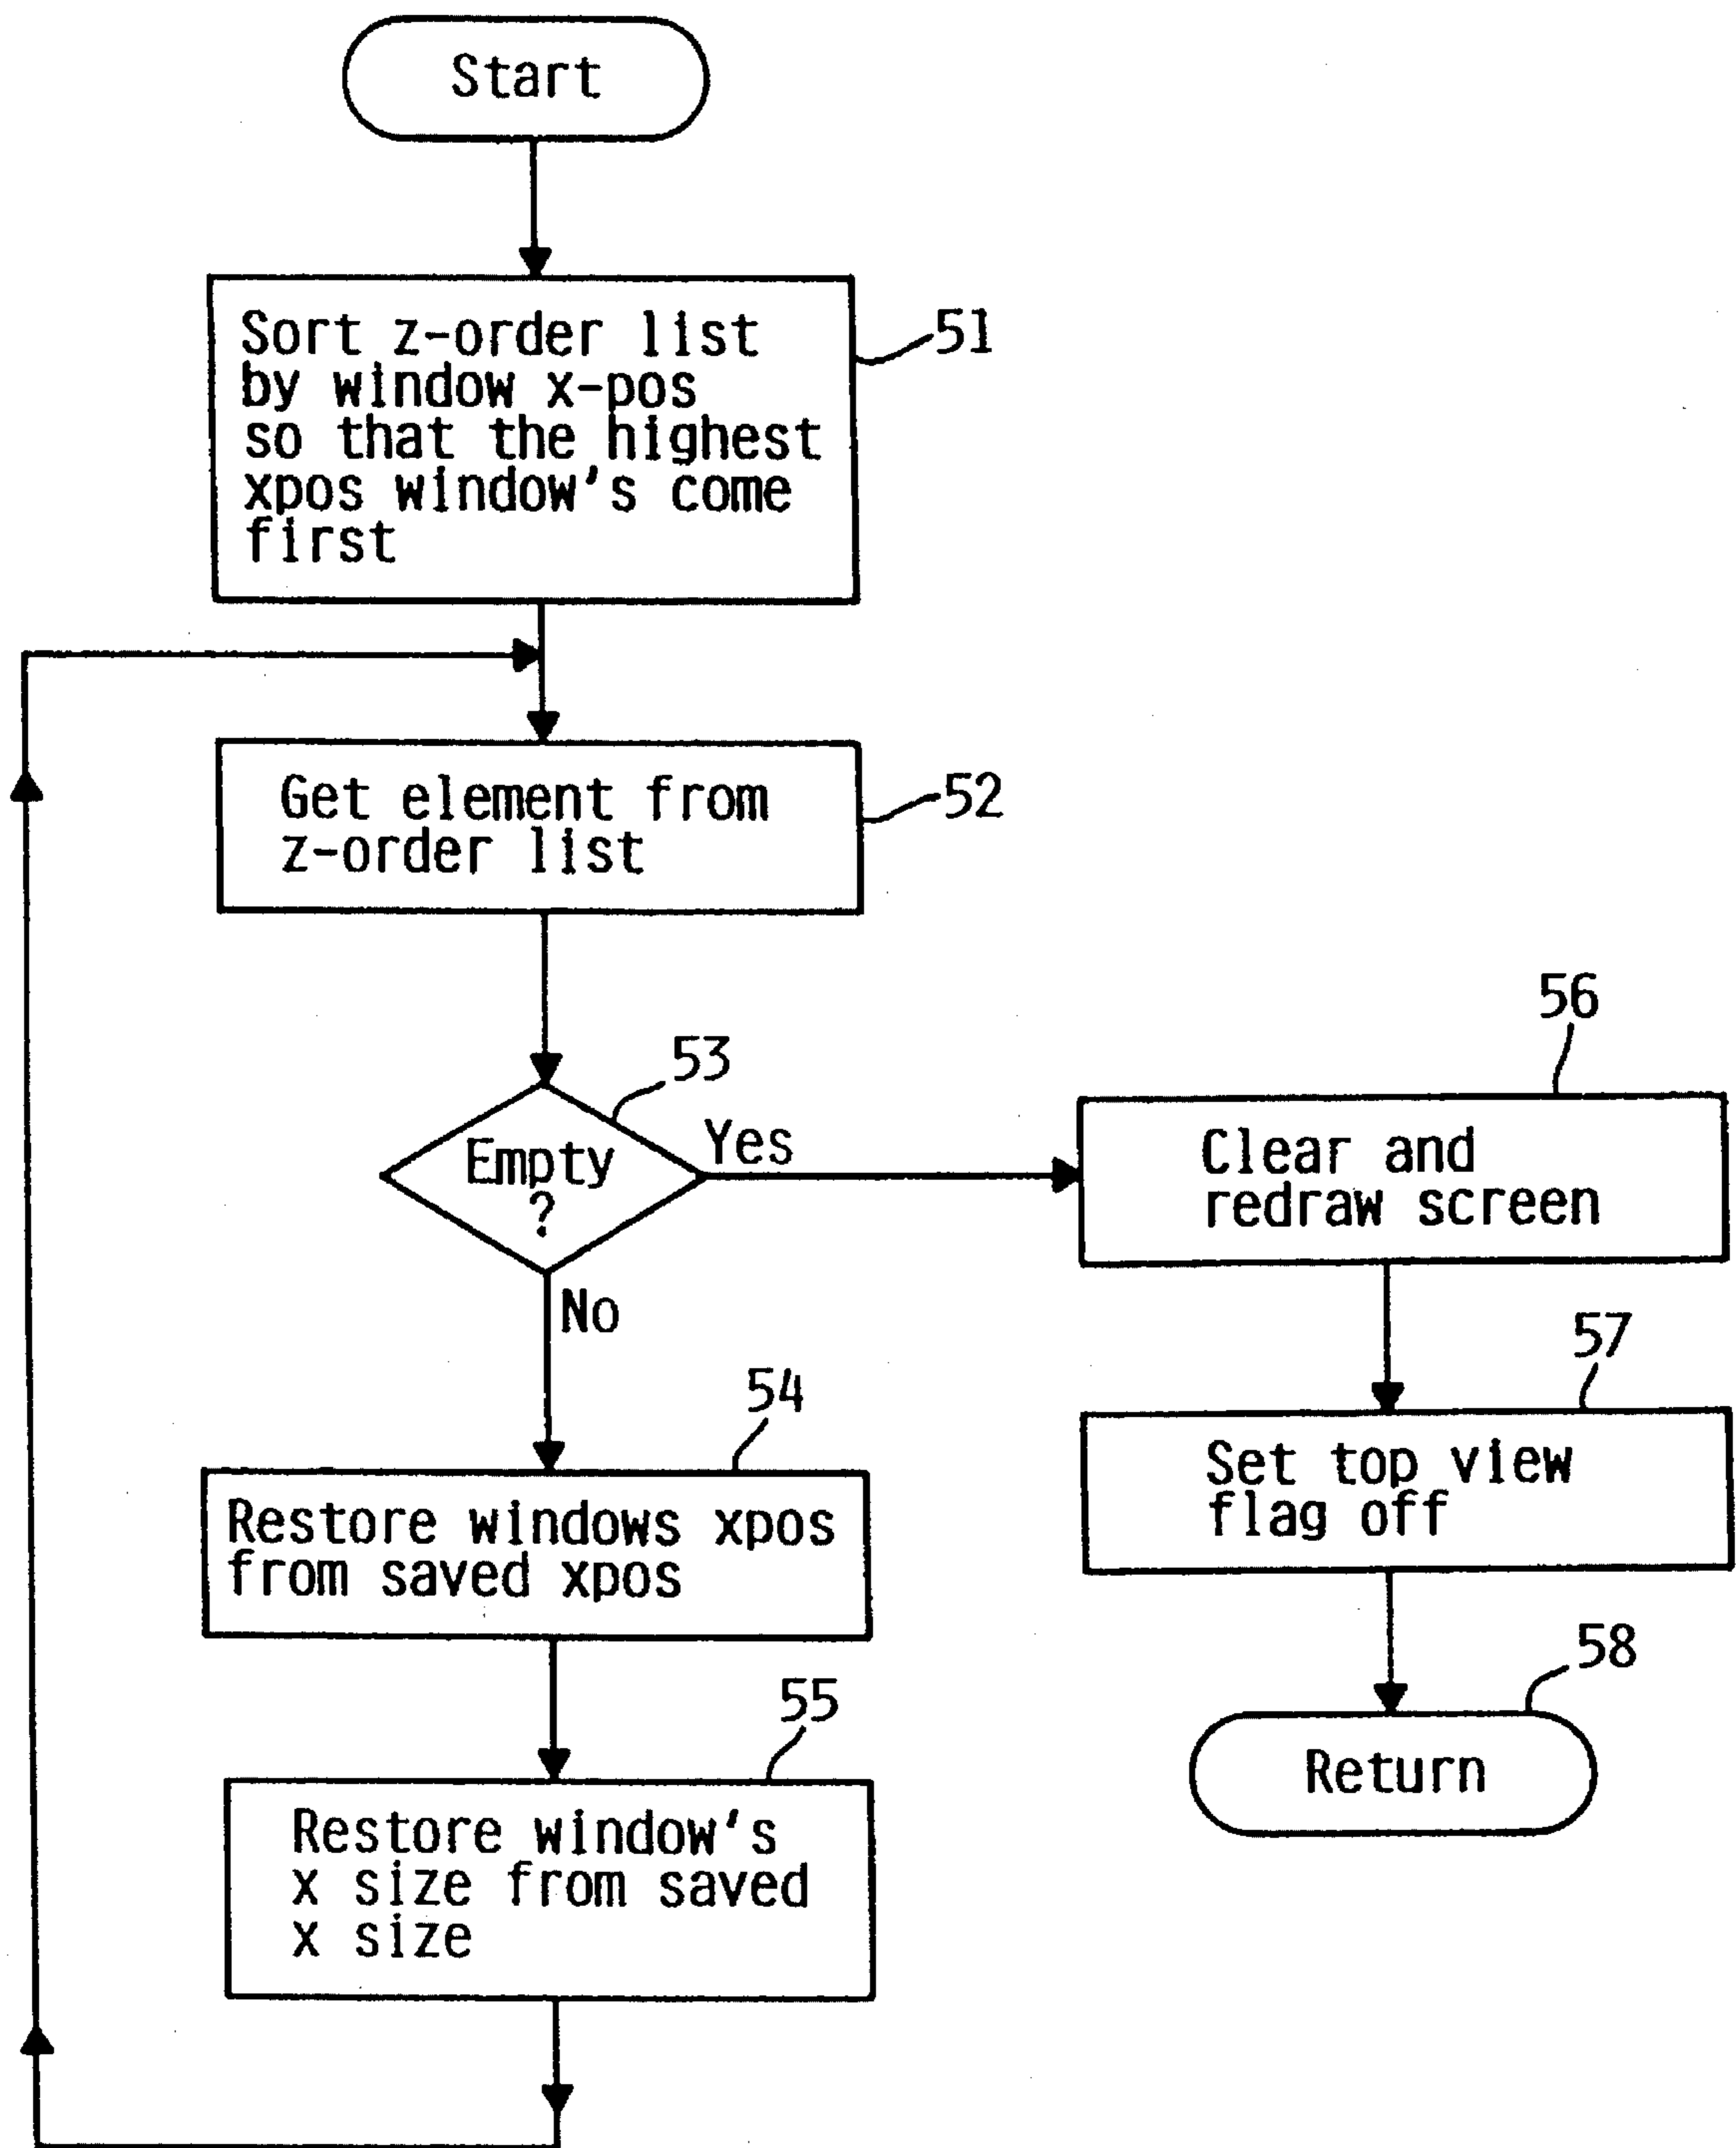 Start
Sort z-order list
by window x-pos
so that the highest
xpos window's come
first
51
Get element from
z-order list
52
53
Empty
?
Yes
No
56
Clear and
redraw screen
57
Set top view
flag off
58
Return
54
Restore windows xpos
from saved xpos
55
Restore window's
x size from saved
x size